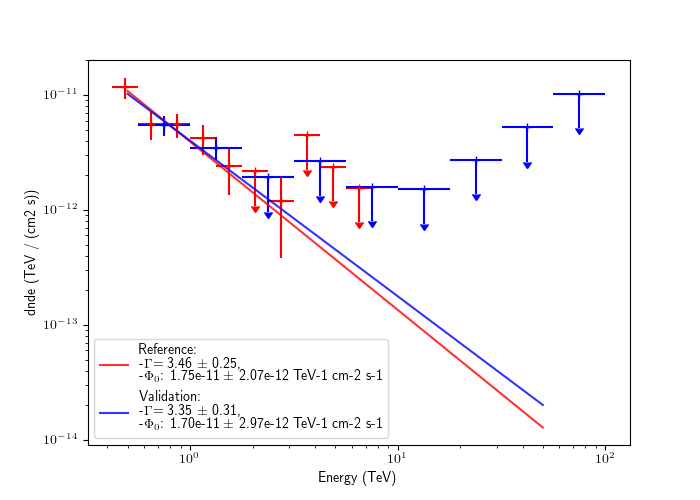 10⁻¹¹
10⁻¹²
10⁻¹³
10⁻¹⁴
dnde (TeV / (cm2 s))
Reference:
-Γ= 3.46 ± 0.25,
-Φ₀: 1.75e-11 ± 2.07e-12 TeV-1 cm-2 s-1
Validation:
-Γ= 3.35 ± 0.31,
-Φ₀: 1.70e-11 ± 2.97e-12 TeV-1 cm-2 s-1
10⁰ 10¹ 10²
Energy (TeV)